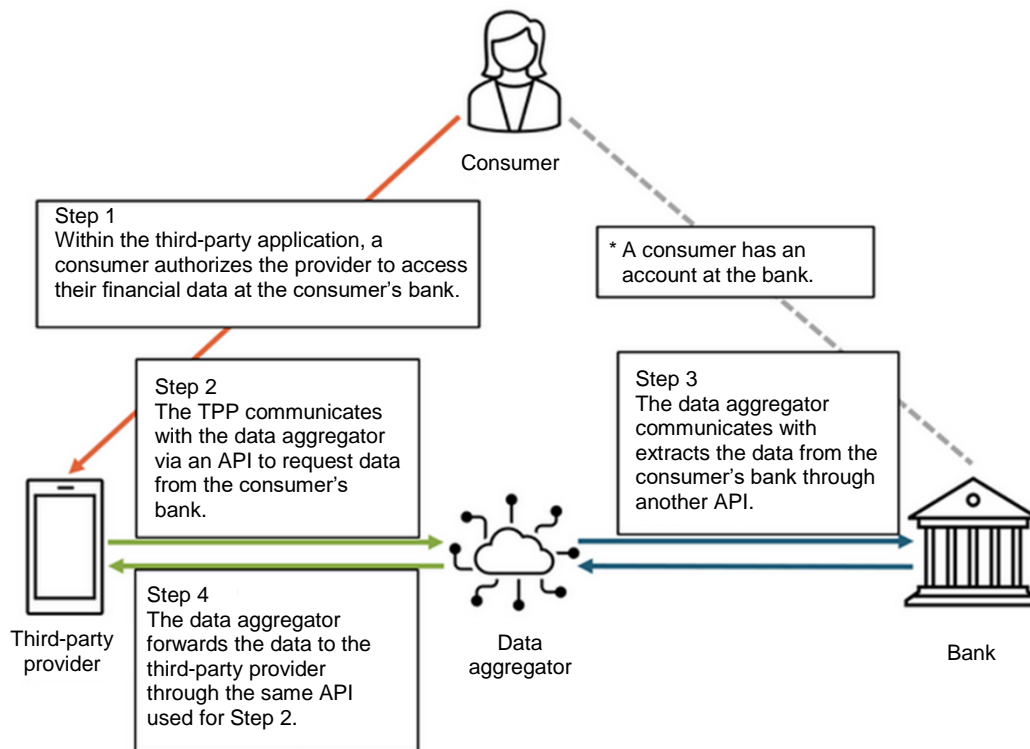 Consumer
Step 1
Within the third-party application, a
consumer authorizes the provider to access
their financial data at the consumer’s bank.
* A consumer has an
account at the bank.
Step 2
The TPP communicates
with the data aggregator
via an API to request data
from the consumer’s
bank.
Step 3
The data aggregator
communicates with
extracts the data from the
consumer’s bank through
another API.
Step 4
The data aggregator
forwards the data to the
third-party provider
through the same API
used for Step 2.
Third-party
provider
Data
aggregator
Bank